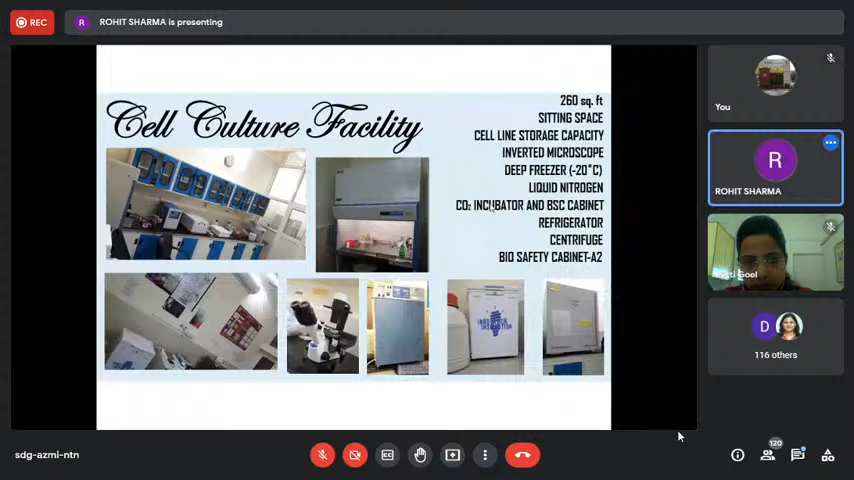 REC
R
ROHIT SHARMA is presenting
Cell Culture Facility
260 sq. ft
SITTING SPACE
CELL LINE STORAGE CAPACITY
INVERTED MICROSCOPE
DEEP FREEZER (-20°C)
LIQUID NITROGEN
CO₂ INCUBATOR AND BSC CABINET
REFRIGERATOR
CENTRIFUGE
BIO SAFETY CABINET-A2
You
R
ROHIT SHARMA
Goel
D
116 others
sdg-azmi-ntn
CC
120